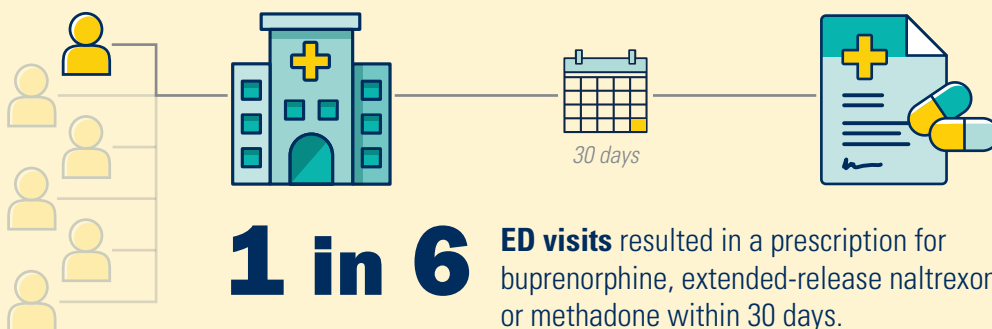 30 days
1 in 6
ED visits resulted in a prescription for
buprenorphine, extended-release
or methadone within 30 days.